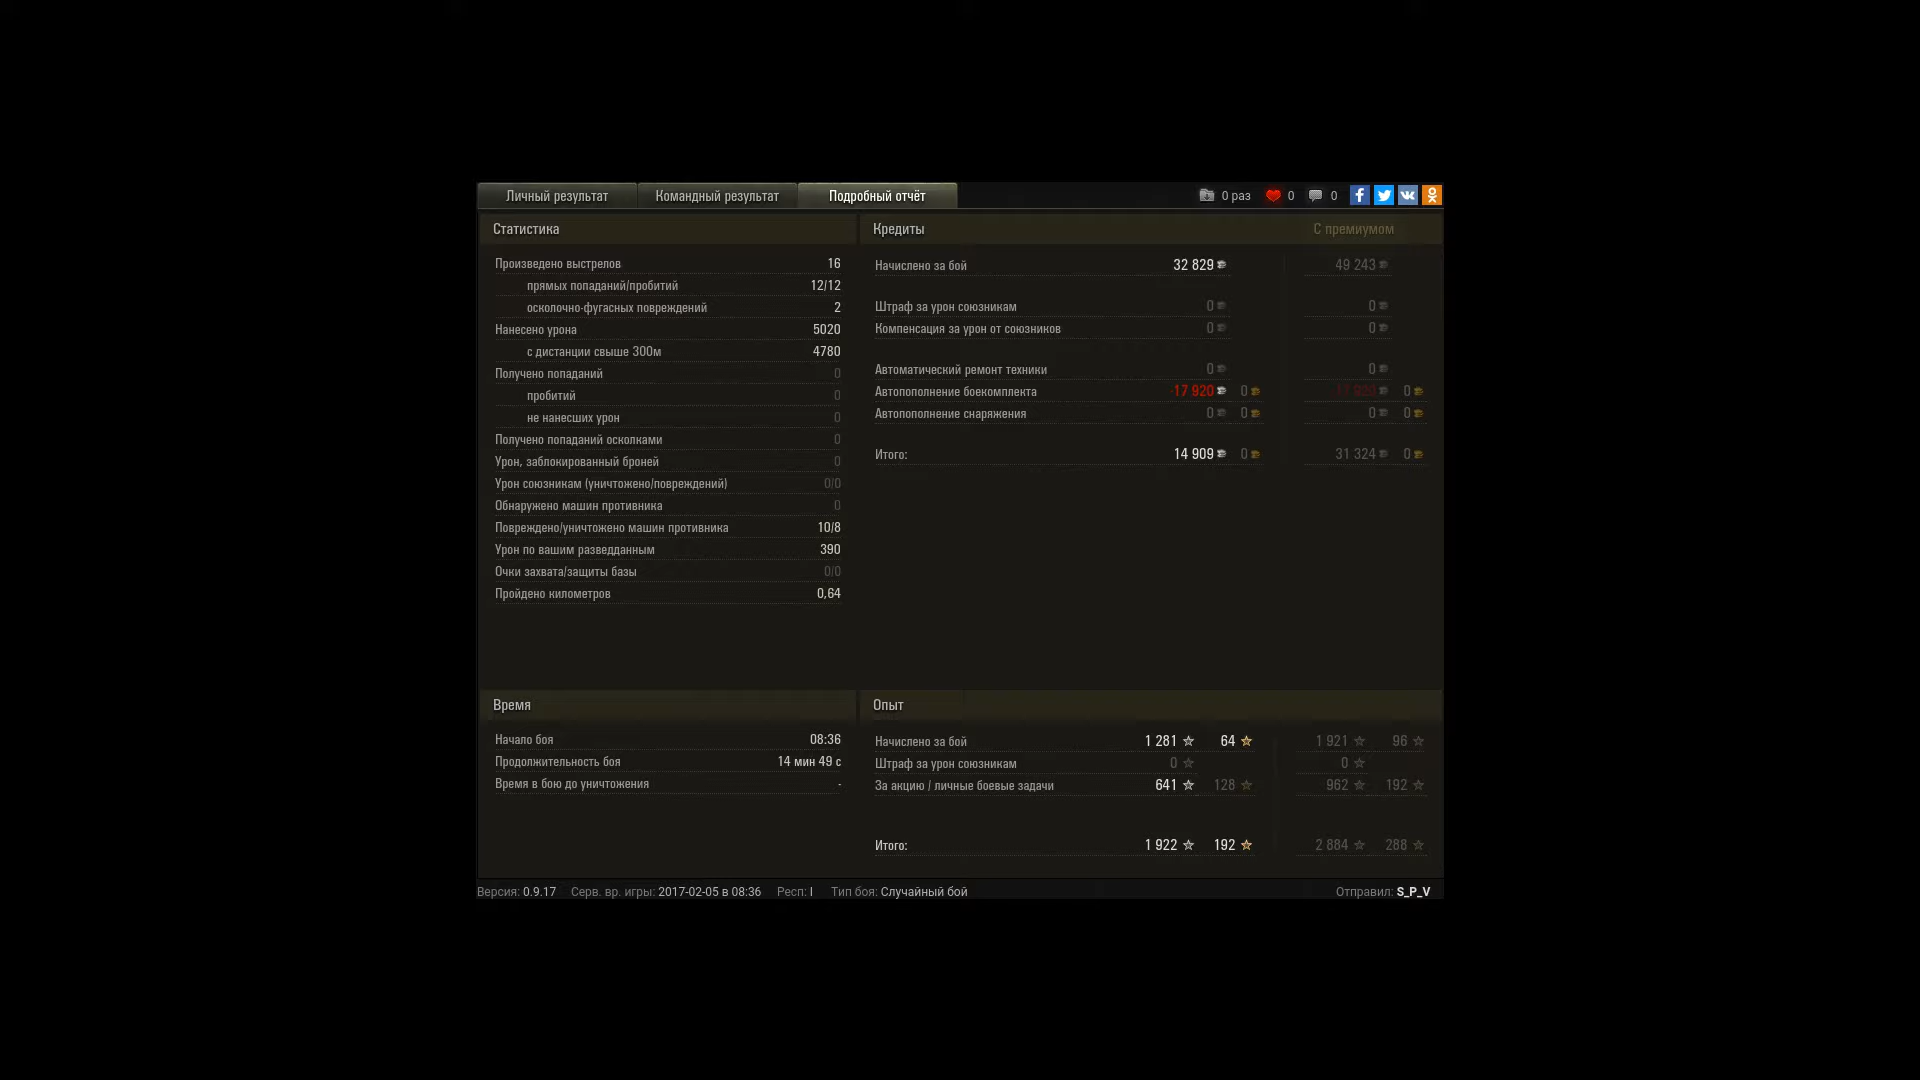 Личный результат Командный результат Подробный отчёт 0 раз 0 0
Статистика
Произведено выстрелов 16
прямых попаданий/пробитий 12/12
осколочно-фугасных повреждений 2
Нанесено урона 5020
с дистанции свыше 300м 4780
Получено попаданий 0
пробитий 0
не нанесших урон 0
Получено попаданий осколками 0
Урон, заблокированный броней 0
Урон союзникам (уничтожено/повреждений) 0/0
Обнаружено машин противника 0
Повреждено/уничтожено машин противника 10/8
Урон по вашим разведданным 390
Очки захвата/защиты базы 0/0
Пройдено километров 0,64
Кредиты С премиумом
Начислено за бой 32 829 49 243
Штраф за урон союзникам 0 0
Компенсация за урон от союзников 0 0
Автоматический ремонт техники 0 0
Автопополнение боекомплекта -17 920 0 -17 920 0
Автопополнение снаряжения 0 0 0 0
Итого: 14 909 0 31 324 0
Время
Начало боя 08:36
Продолжительность боя 14 мин 49 с
Время в бою до уничтожения -
Опыт
Начислено за бой 1 281 64 1 921 96
Штраф за урон союзникам 0 0
За акцию / личные боевые задачи 641 128 962 192
Итого: 1 922 192 2 884 288
Версия: 0.9.17 Серв. вр. игры: 2017-02-05 в 08:36 Респ: I Тип боя: Случайный бой Отправил: S_P_V